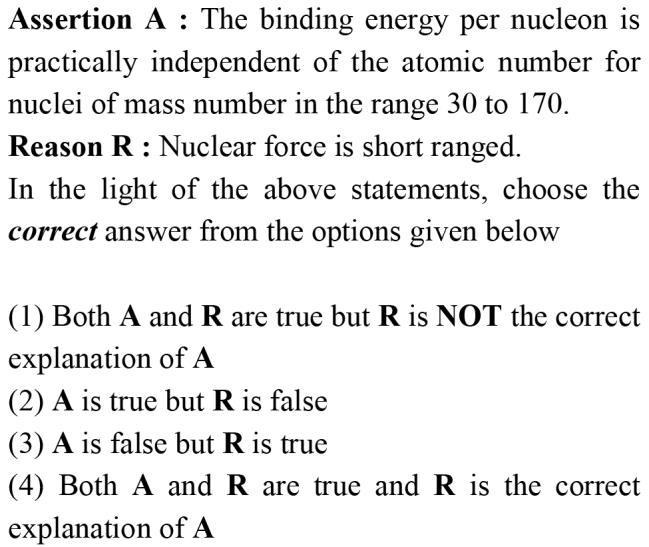 Assertion A : The binding energy per nucleon is
practically independent of the atomic number for
nuclei of mass number in the range 30 to 170.
Reason R : Nuclear force is short ranged.
In the light of the above statements, choose the
correct answer from the options given below
(1) Both A and R are true but R is NOT the correct
explanation of A
(2) A is true but R is false
(3) A is false but R is true
(4) Both A and R are true and R is the correct
explanation of A